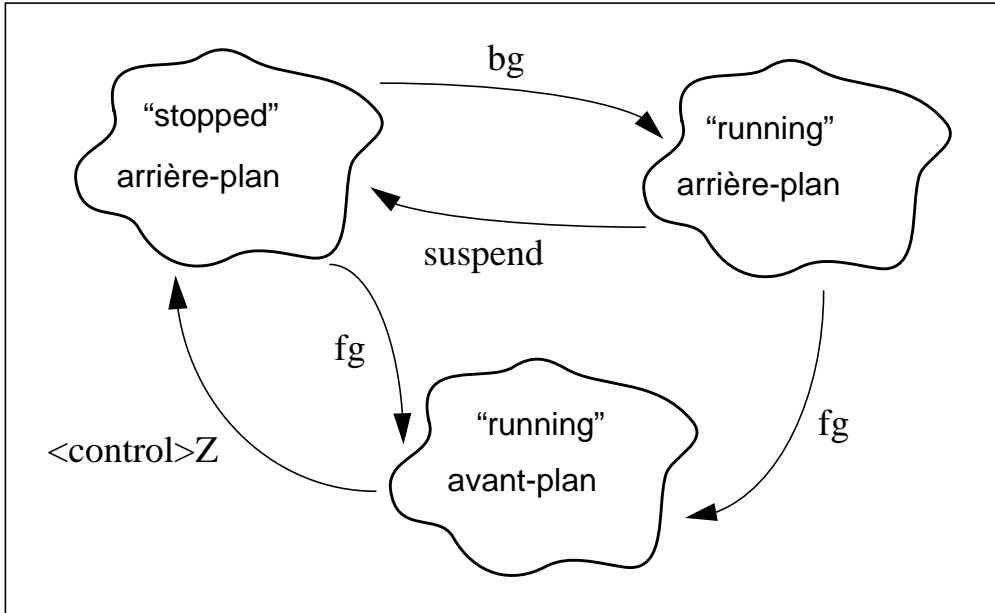 bg
“stopped”
arrière-plan
“running”
arrière-plan
suspend
fg
“running”
avant-plan
fg
<control>Z